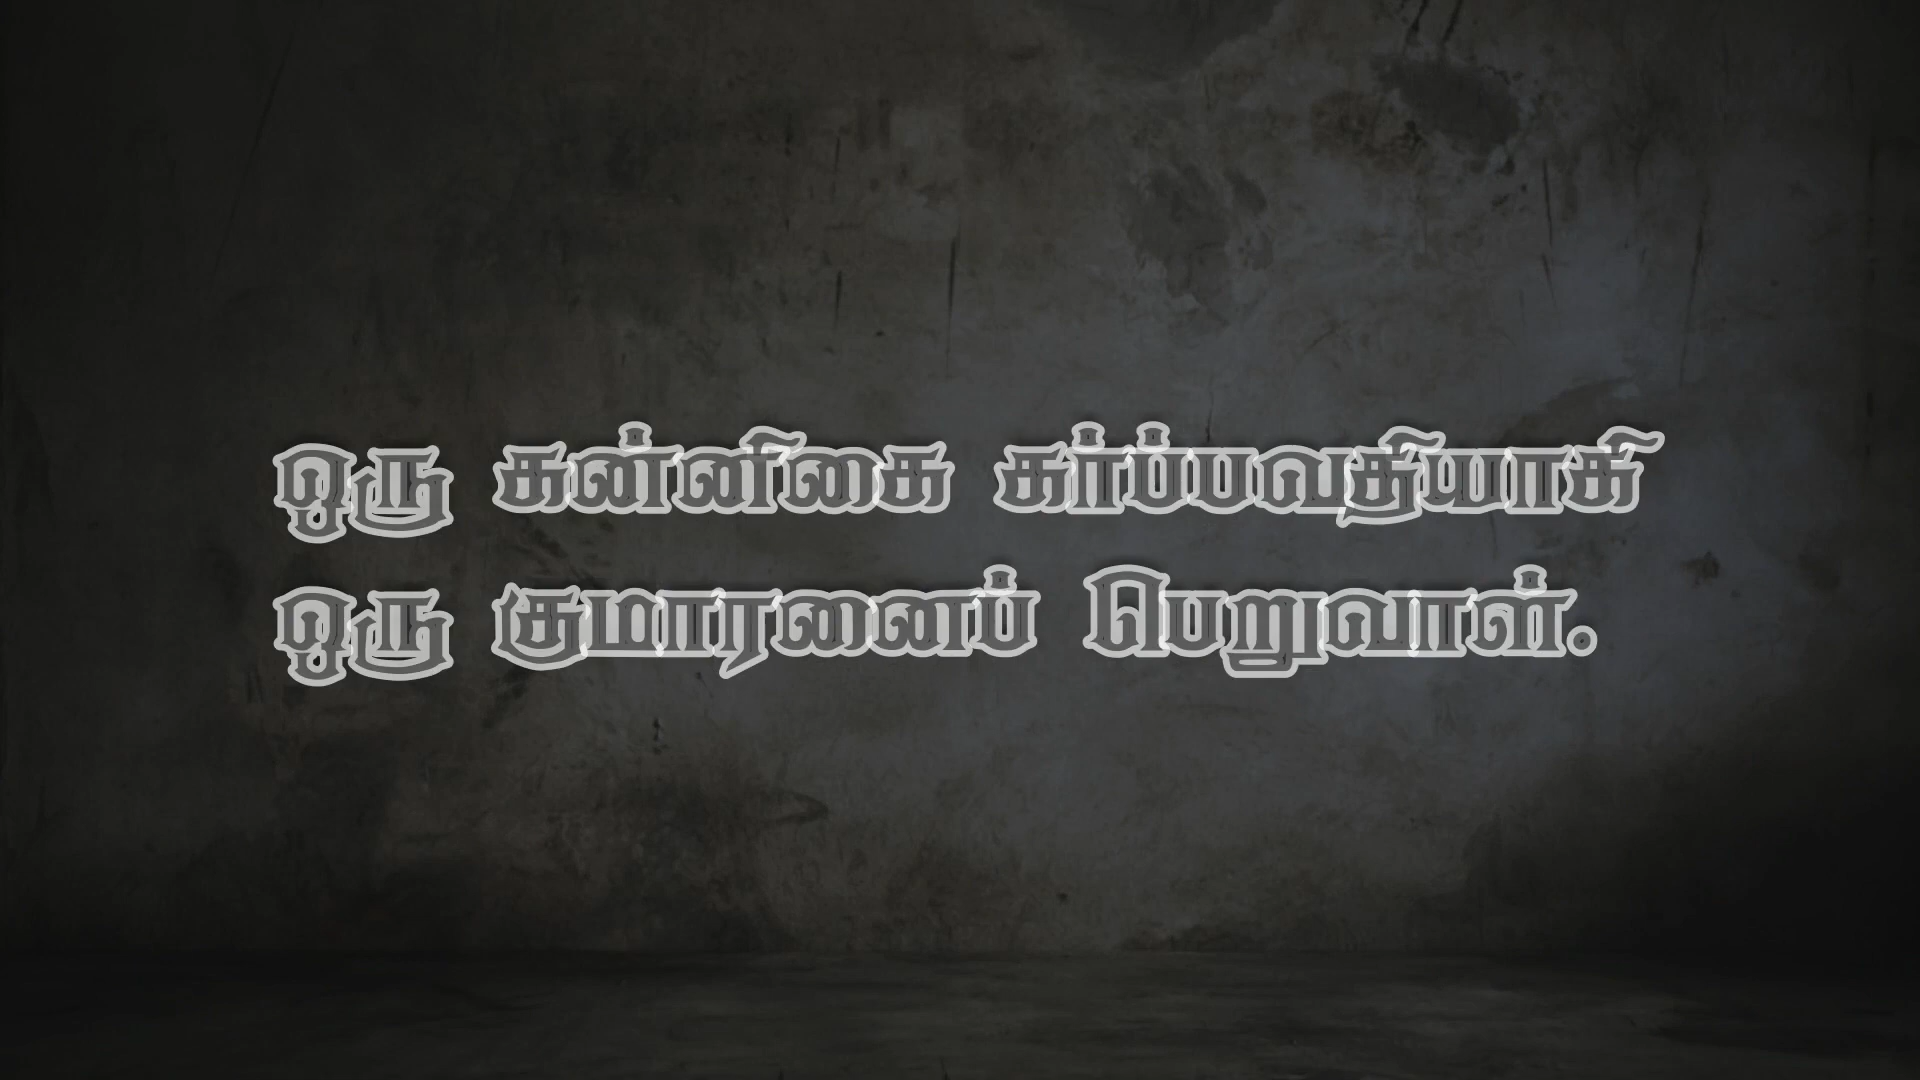 ஒரு கன்னிகை கர்ப்பவதியாகி
ஒரு குமாரனைப் பெறுவாள்.